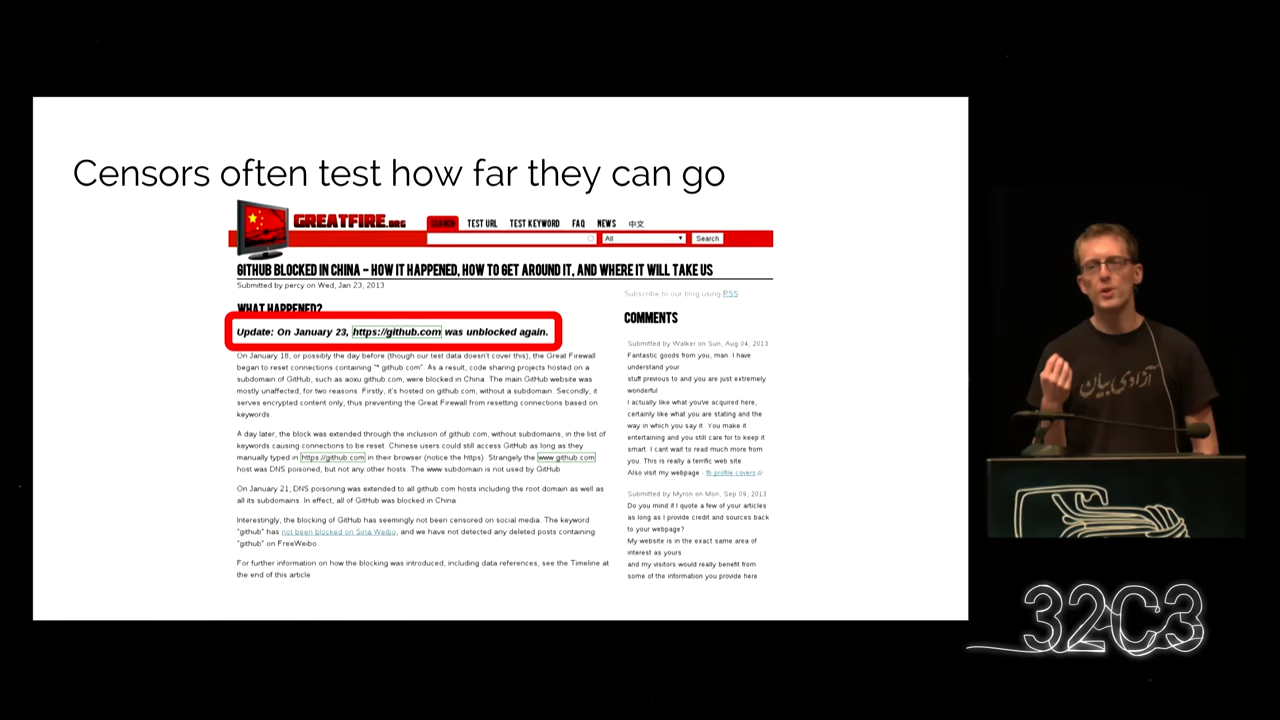 Censors often test how far they can go
GREATFIRE.ORG
SEARCH TEST URL TEST KEYWORD FAQ NEWS 中文
All Search
GITHUB BLOCKED IN CHINA - HOW IT HAPPENED, HOW TO GET AROUND IT, AND WHERE IT WILL TAKE US
Submitted by percy on Wed, Jan 23, 2013
WHAT HAPPENED?
Update: On January 23, https://github.com was unblocked again.
On January 18, or possibly the day before (though our test data doesn't cover this), the Great Firewall
began to reset connections containing "*.github.com". As a result, code sharing projects hosted on a
subdomain of GitHub, such as aoxu.github.com, were blocked in China. The main GitHub website was
mostly unaffected, for two reasons. Firstly, it's hosted on github.com, without a subdomain. Secondly, it
serves encrypted content only, thus preventing the Great Firewall from resetting connections based on
keywords.
A day later, the block was extended through the inclusion of github.com, without subdomains, in the list of
keywords causing connections to be reset. Chinese users could still access GitHub as long as they
manually typed in https://github.com in their browser (notice the https). Strangely the www.github.com
host was DNS poisoned, but not any other hosts. The www subdomain is not used by GitHub.
On January 21, DNS poisoning was extended to all github.com hosts including the root domain as well as
all its subdomains. In effect, all of GitHub was blocked in China.
Interestingly, the blocking of GitHub has seemingly not been censored on social media. The keyword
"github" has not been blocked on Sina Weibo, and we have not detected any deleted posts containing
"github" on FreeWeibo.
For further information on how the blocking was introduced, including data references, see the Timeline at
the end of this article.
Subscribe to our blog using RSS
COMMENTS
Submitted by Walker on Sun, Aug 04, 2013
Fantastic goods from you, man. I have
understand your
stuff previous to and you are just extremely
wonderful
I actually like what you've acquired here,
certainly like what you are stating and the
way in which you say it. You make it
entertaining and you still care for to keep it
smart. I cant wait to read much more from
you. This is really a terrific web site.
Also visit my webpage - fb profile covers
Submitted by Myron on Mon, Sep 09, 2013
Do you mind if I quote a few of your articles
as long as I provide credit and sources back
to your webpage?
My website is in the exact same area of
interest as yours
and my visitors would really benefit from
some of the information you provide here
آزادی بیان
32C3